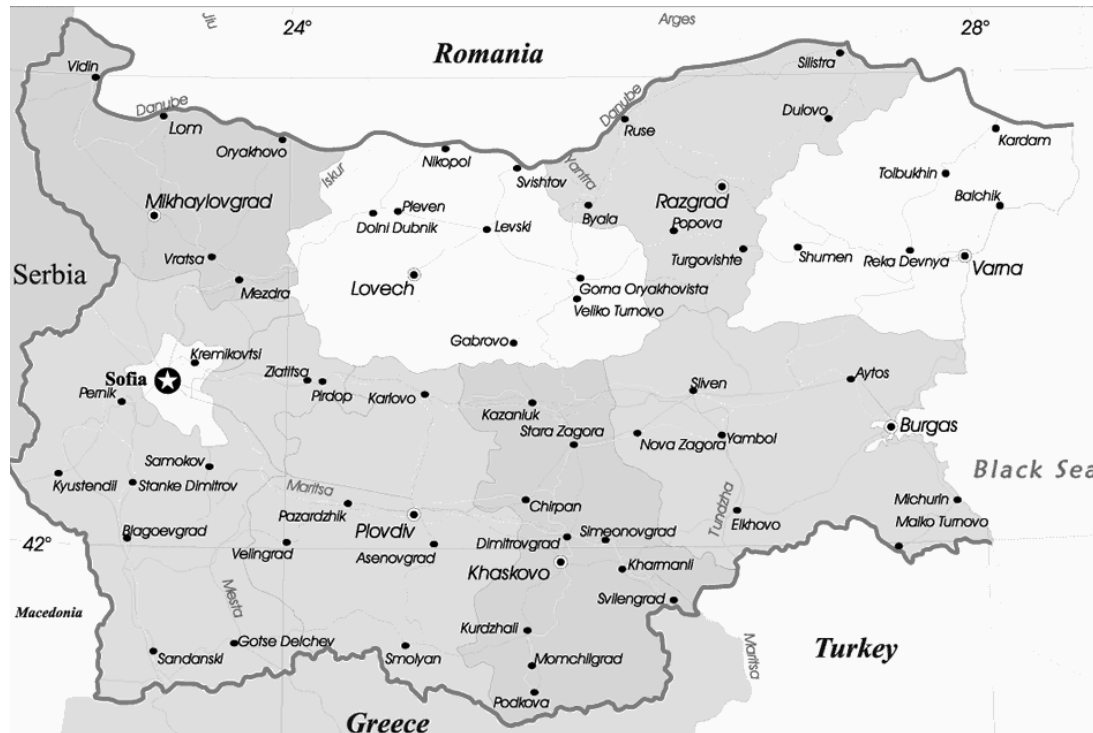 Jiu
24°
Arges
28°
Romania
Vidin
Silistra
Danube
Lom
Danube
Ruse
Dulovo
Kardam
Oryakhovo
Nikopol
Iskur
Svishtov
Yantra
Tolbukhin
Mikhaylovgrad
Pleven
Dolni Dubnik
Byala
Razgrad
Popova
Balchik
Levski
Vratsa
Turgovishte
Shumen
Reka Devnya
Varna
Serbia
Mezdra
Lovech
Gorna Oryakhovista
Veliko Turnovo
Gabrovo
Kremikovtsi
Sofia
Zlatitsa
Pirdop
Karlovo
Pernik
Sliven
Aytos
Kazanluk
Stara Zagora
Nova Zagora
Yambol
Burgas
Samokov
Kyustendil
Stanke Dimitrov
Maritsa
Black Sea
Pazardzhik
Chirpan
Michurin
Plovdiv
Tundzha
Elkhovo
Malko Turnovo
Blagoevgrad
42°
Velingrad
Asenovgrad
Dimitrovgrad
Simeonovgrad
Khaskovo
Kharmanli
Svilengrad
Mesta
Macedonia
Kurdzhali
Gotse Delchev
Sandanski
Smolyan
Momchilgrad
Maritsa
Turkey
Podkova
Greece